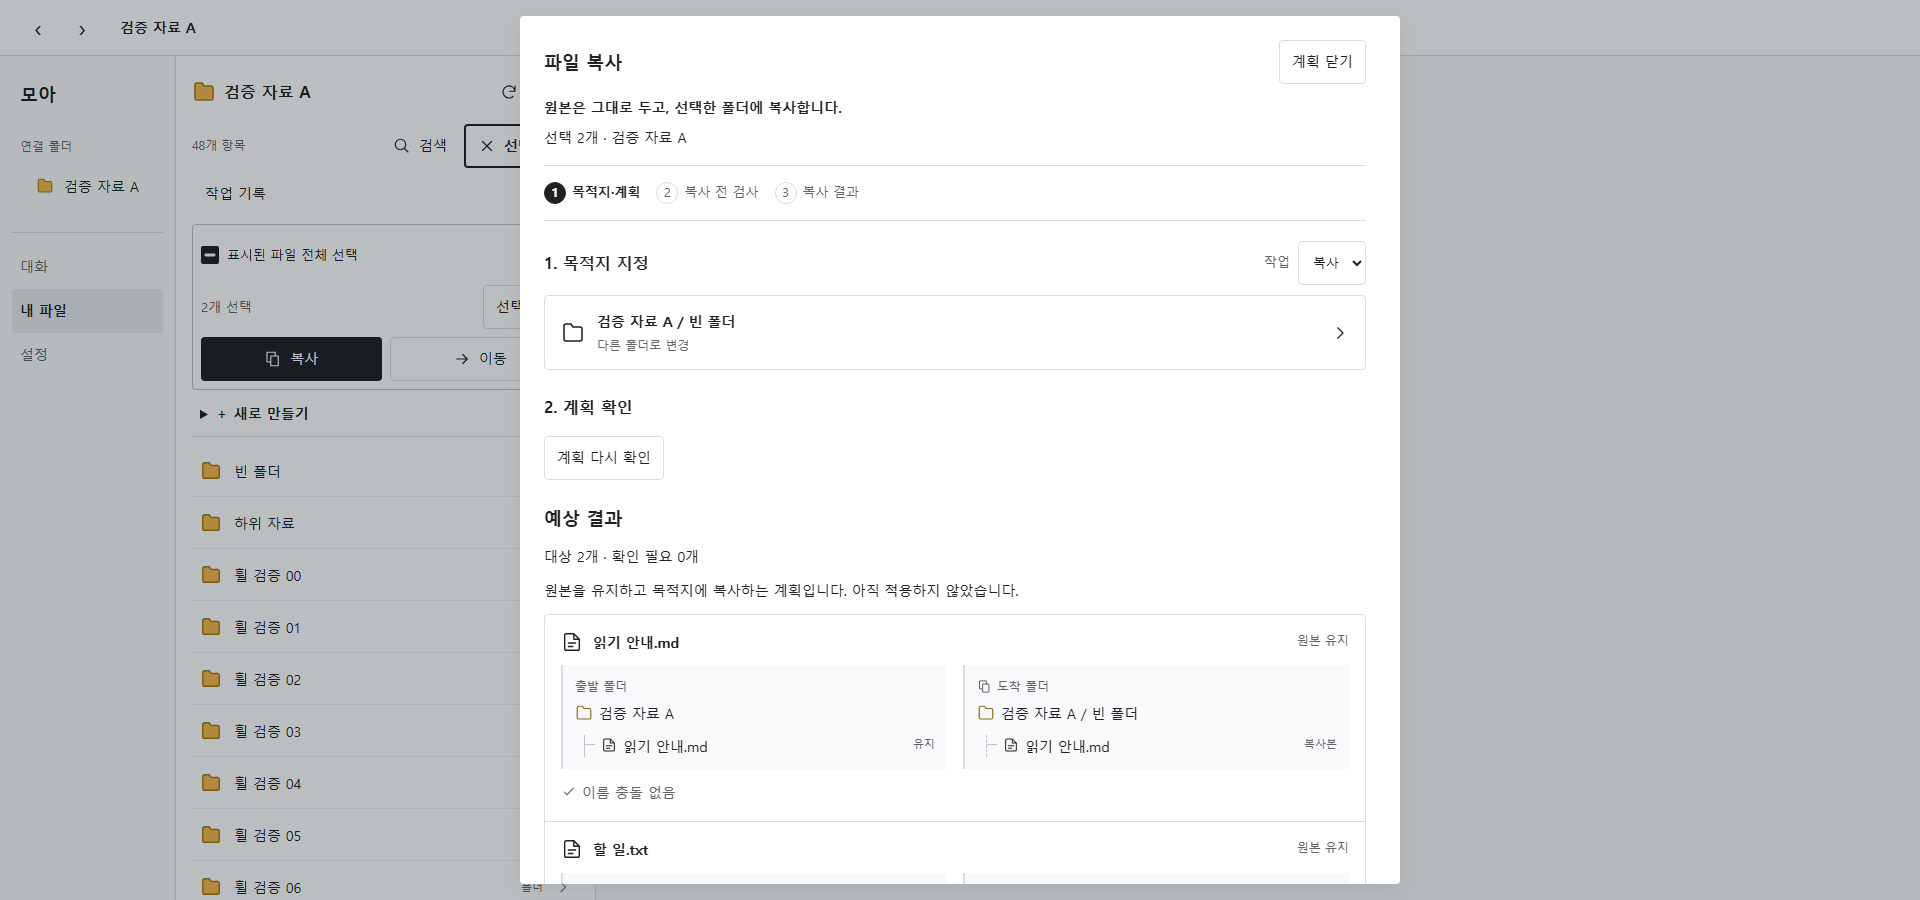 검증 자료 A
모아
연결 폴더
검증 자료 A
대화
내 파일
설정
검증 자료 A
48개 항목
검색
작업 기록
표시된 파일 전체 선택
2개 선택
선택
복사
이동
+ 새로 만들기
빈 폴더
하위 자료
휠 검증 00
휠 검증 01
휠 검증 02
휠 검증 03
휠 검증 04
휠 검증 05
휠 검증 06
폴더
파일 복사
계획 닫기
원본은 그대로 두고, 선택한 폴더에 복사합니다.
선택 2개 · 검증 자료 A
1 목적지·계획 2 복사 전 검사 3 복사 결과
1. 목적지 지정
작업 복사
검증 자료 A / 빈 폴더
다른 폴더로 변경
2. 계획 확인
계획 다시 확인
예상 결과
대상 2개 · 확인 필요 0개
원본을 유지하고 목적지에 복사하는 계획입니다. 아직 적용하지 않았습니다.
읽기 안내.md
원본 유지
출발 폴더
검증 자료 A
읽기 안내.md
유지
도착 폴더
검증 자료 A / 빈 폴더
읽기 안내.md
복사본
이름 충돌 없음
할 일.txt
원본 유지